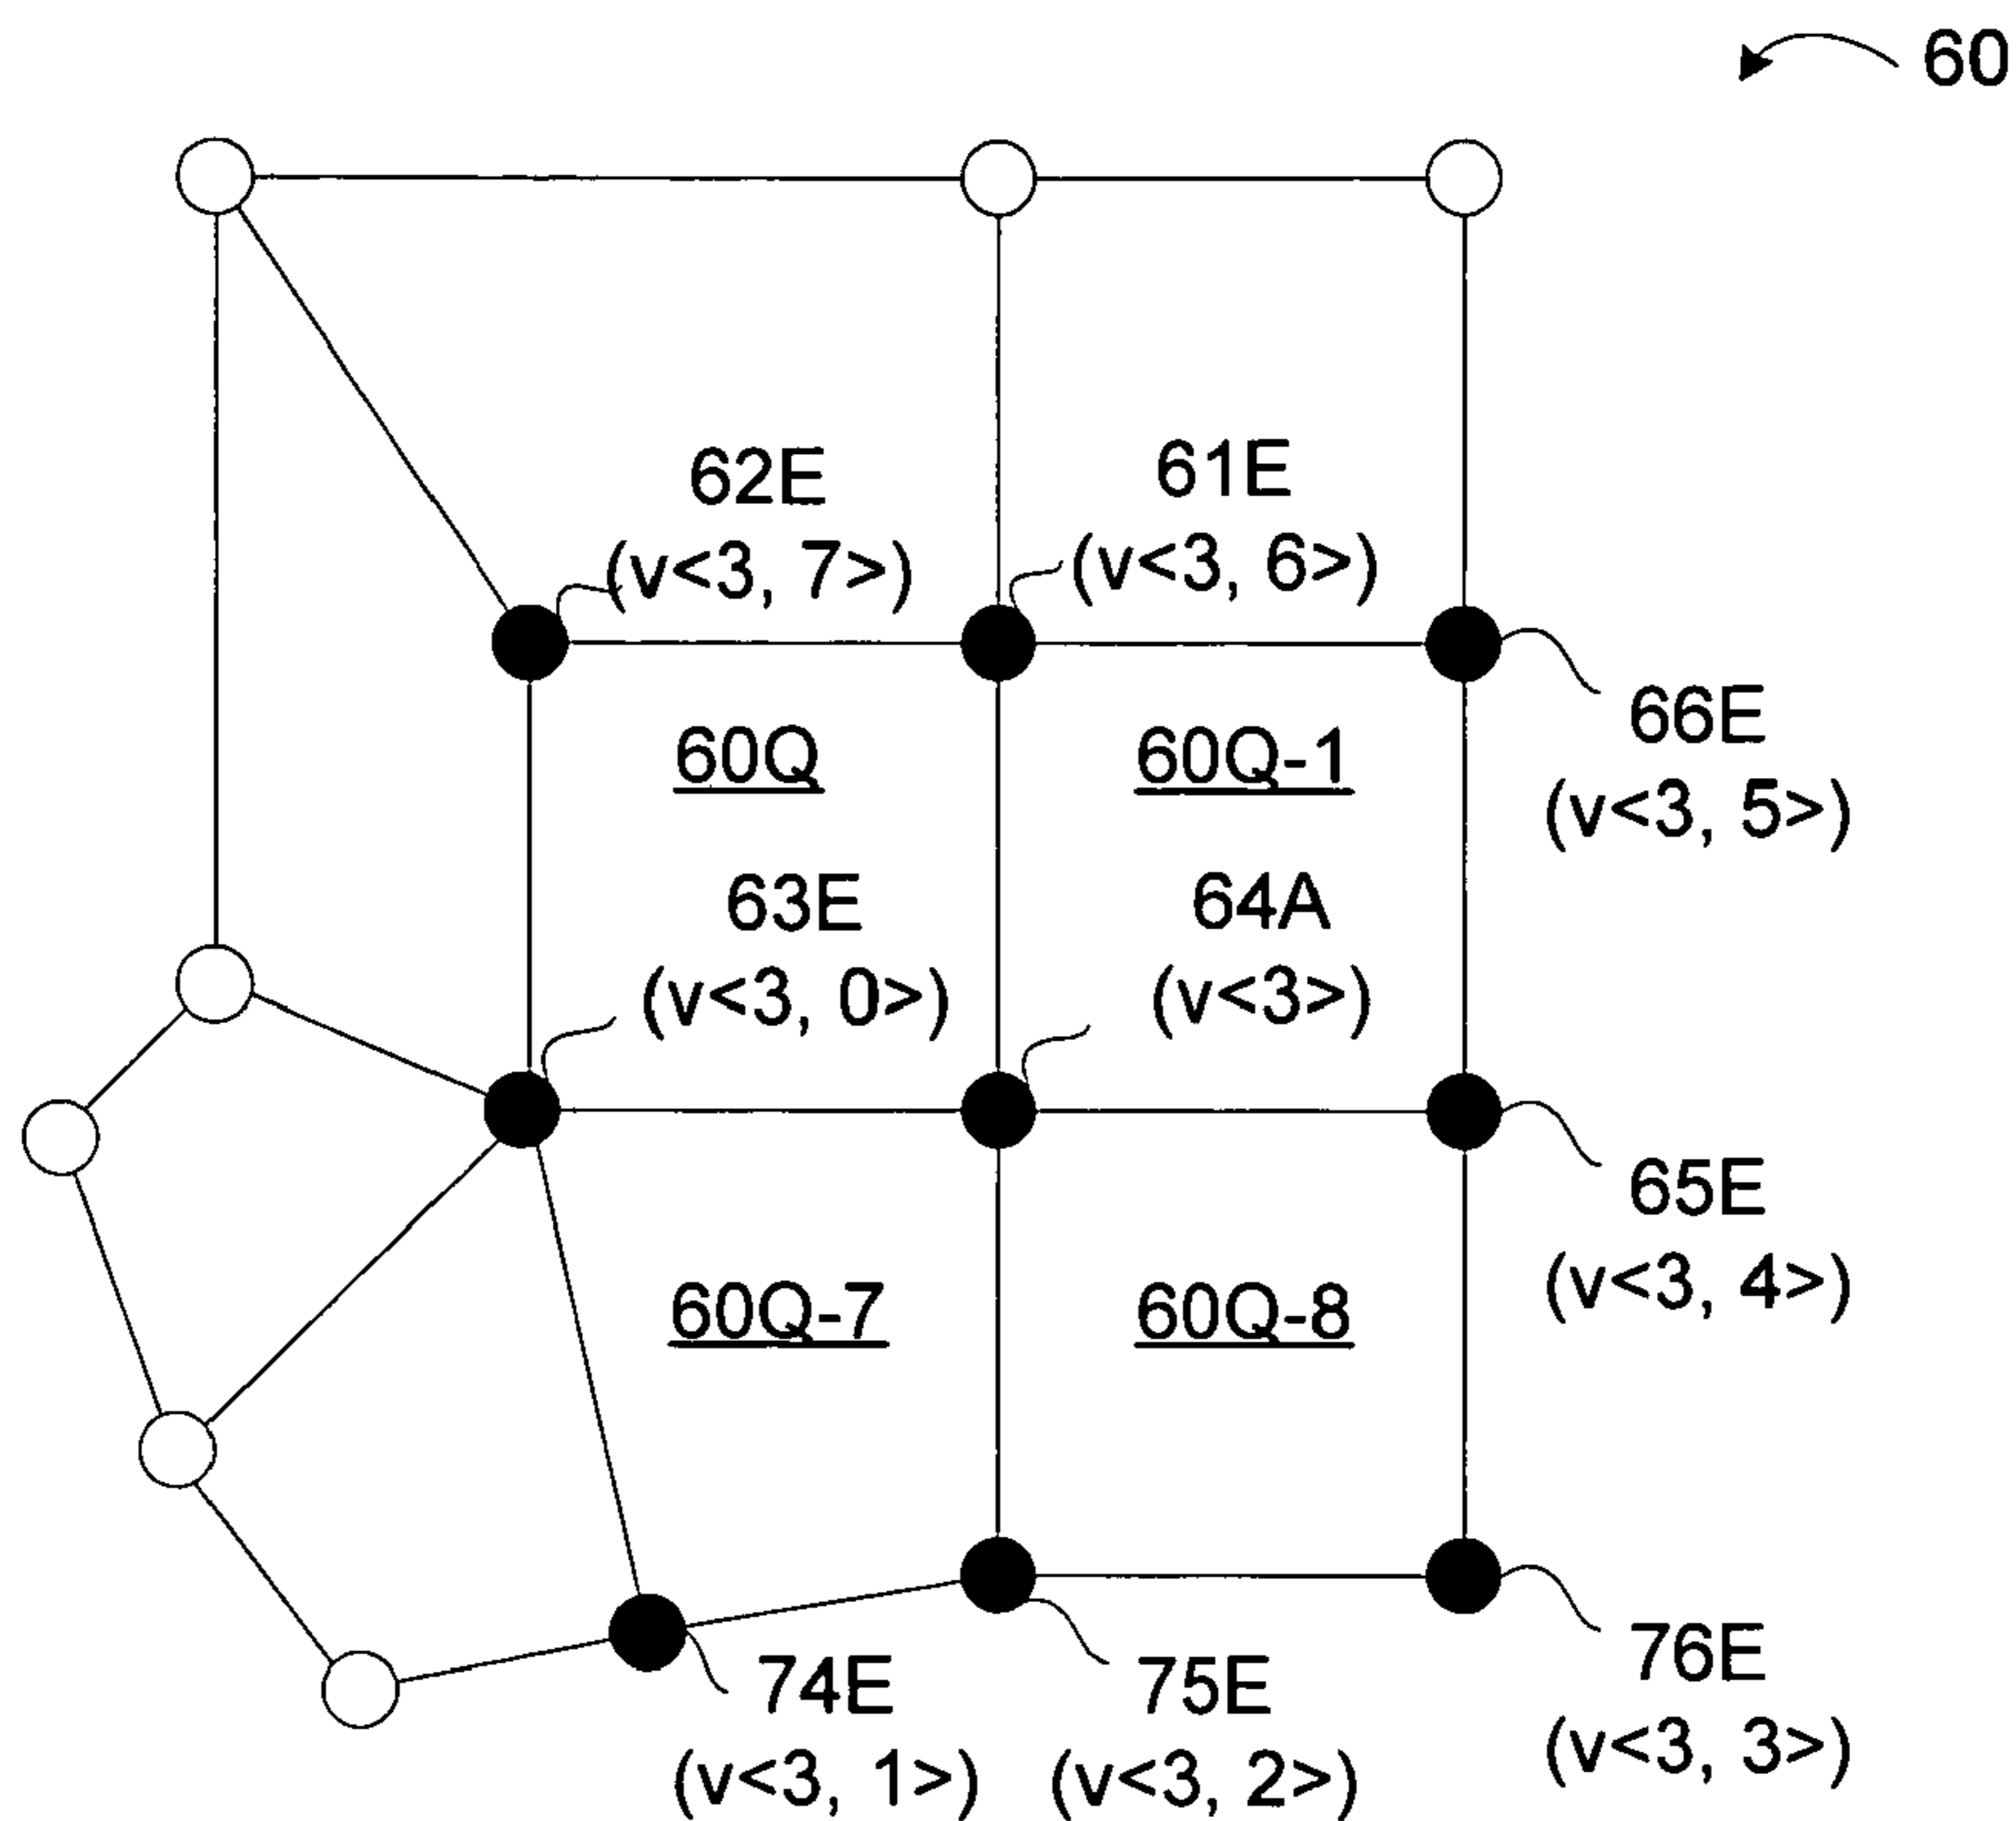 60
62E
(v<3, 7>)
61E
(v<3, 6>)
66E
(v<3, 5>)
60Q
60Q-1
63E
(v<3, 0>)
64A
(v<3>)
65E
(v<3, 4>)
60Q-7
60Q-8
74E
(v<3, 1>)
75E
(v<3, 2>)
76E
(v<3, 3>)